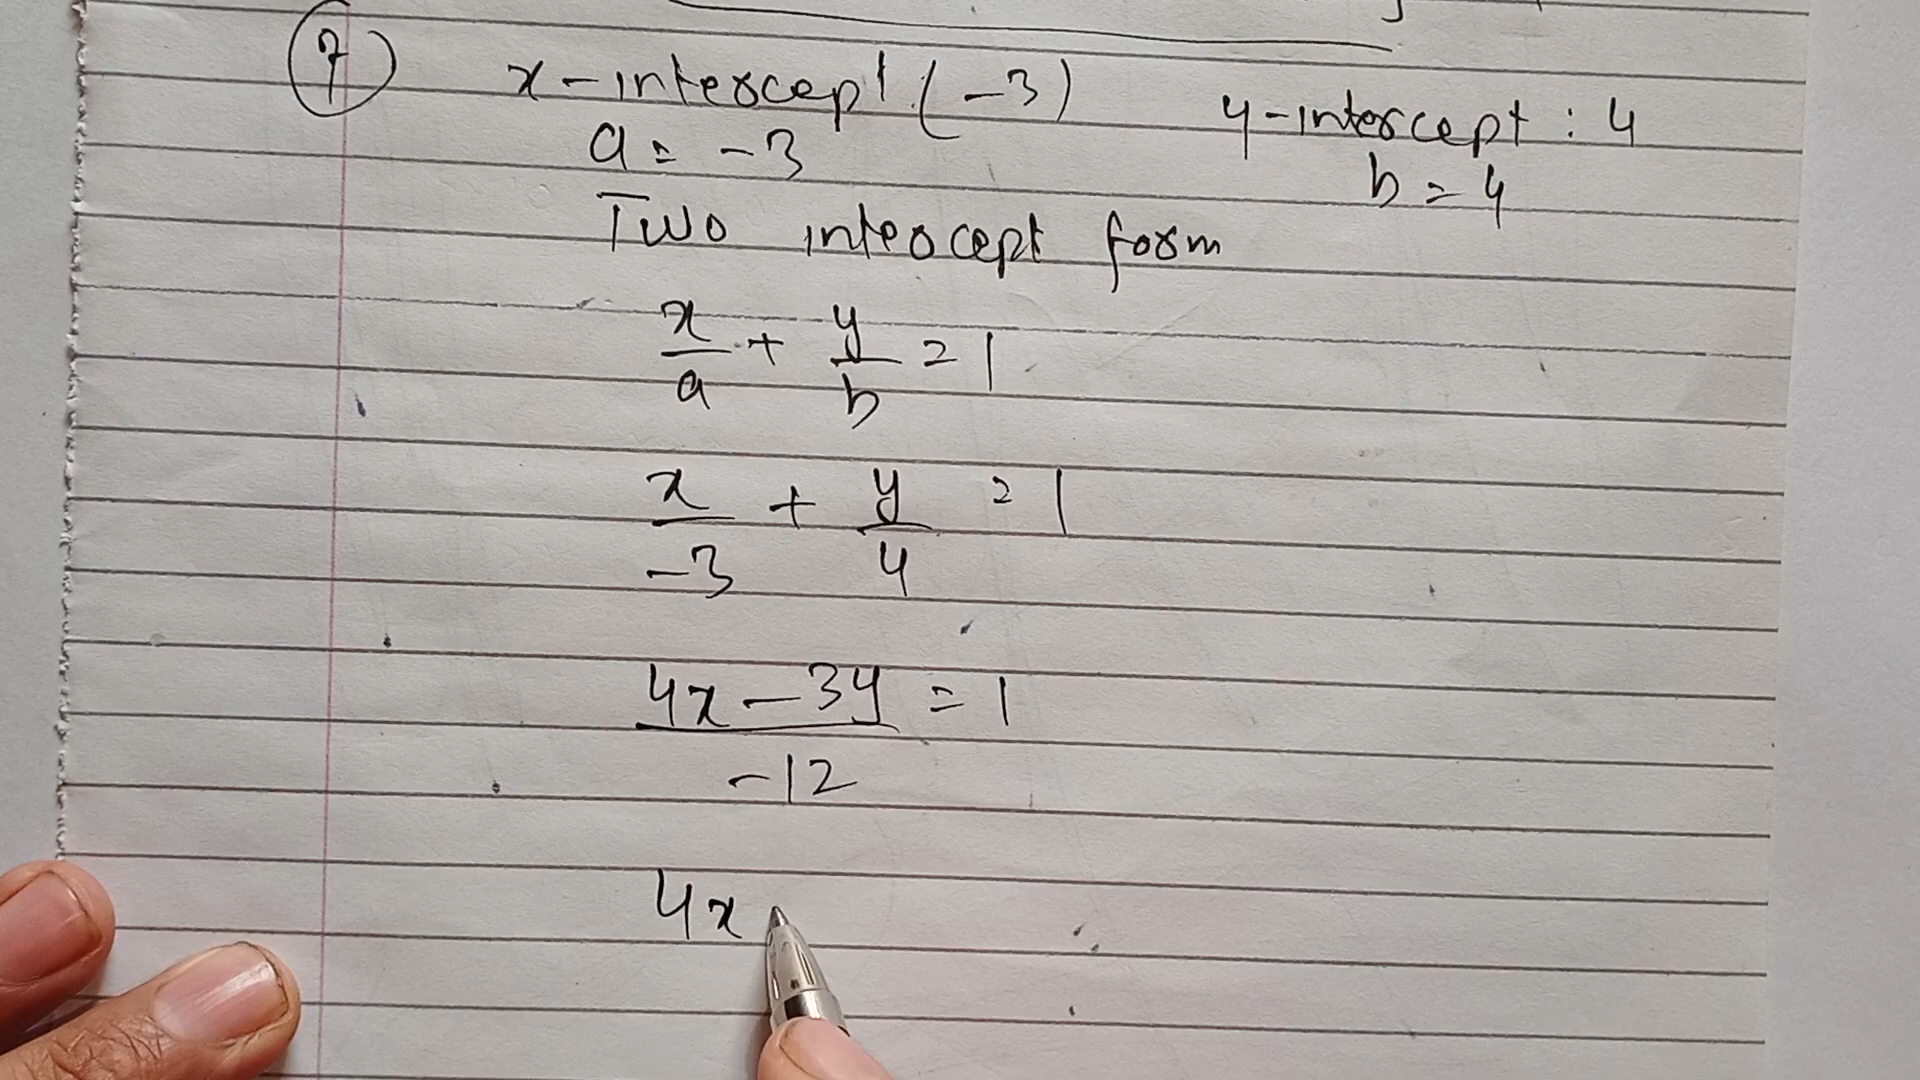 7 x-intercept (-3) y-intercept : 4
a = -3 b = 4
Two intercept form
x/a + y/b = 1
x/-3 + y/4 = 1
4x - 3y / -12 = 1
4x